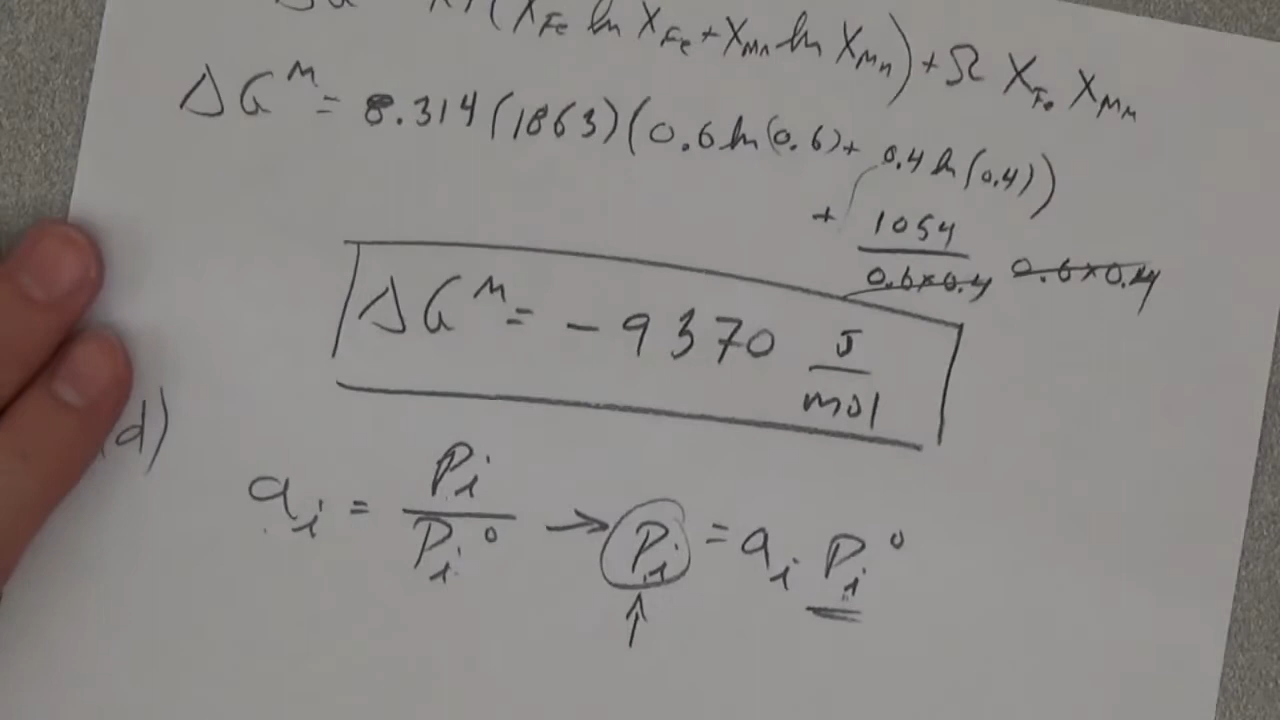 (X_Fe ln X_Fe + X_Mn ln X_Mn) + Ω X_Fe X_Mn
ΔG^M = 8.314 (1863) (0.6 ln (0.6) + 0.4 ln (0.4))
+ 1054 / 0.6×0.4 0.6×0.4
ΔG^M = -9370 J/mol
d)
a_i = P_i / P_i° → P_i = a_i P_i°